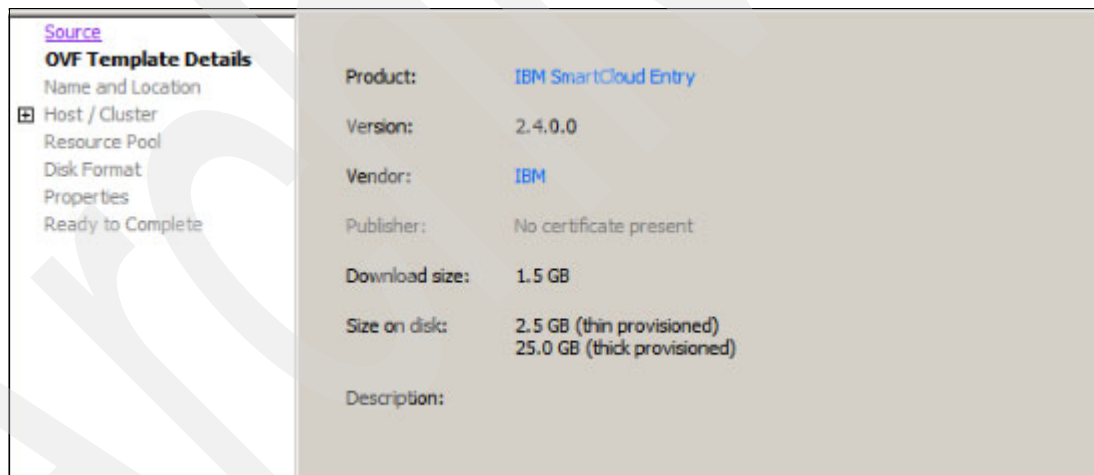 Source
OVF Template Details
Name and Location
Host / Cluster
Resource Pool
Disk Format
Properties
Ready to Complete
Product: IBM SmartCloud Entry
Version: 2.4.0.0
Vendor: IBM
Publisher: No certificate present
Download size: 1.5 GB
Size on disk: 2.5 GB (thin provisioned)
25.0 GB (thick provisioned)
Description: